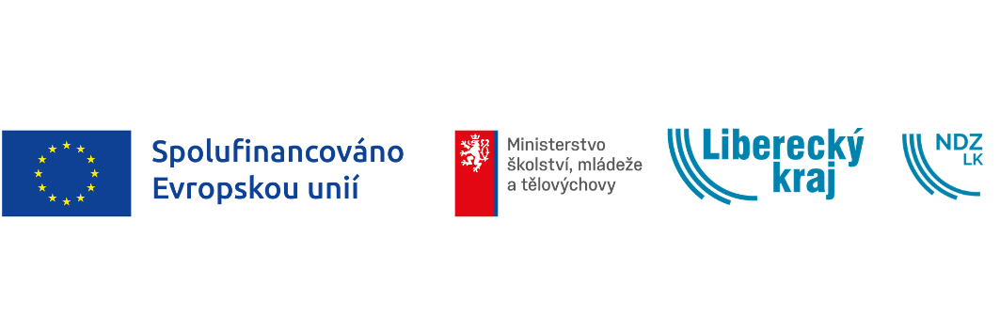 Spolufinancováno
Evropskou unií
Ministerstvo
školství, mládeže
a tělovýchovy
Liberecký
kraj
NDZ
LK